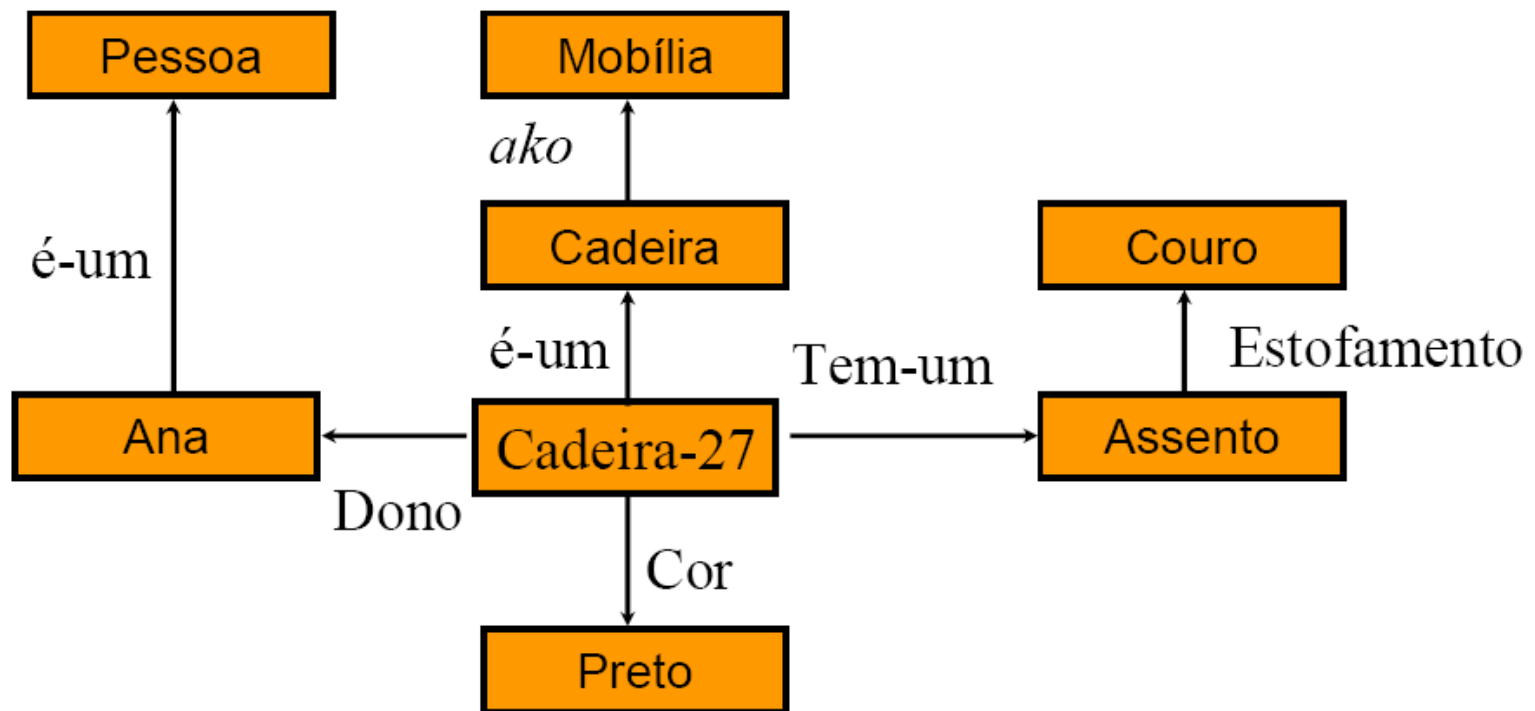 Pessoa
Mobília
ako
Cadeira
Couro
é-um
é-um
Tem-um
Estofamento
Ana
Cadeira-27
Assento
Dono
Cor
Preto